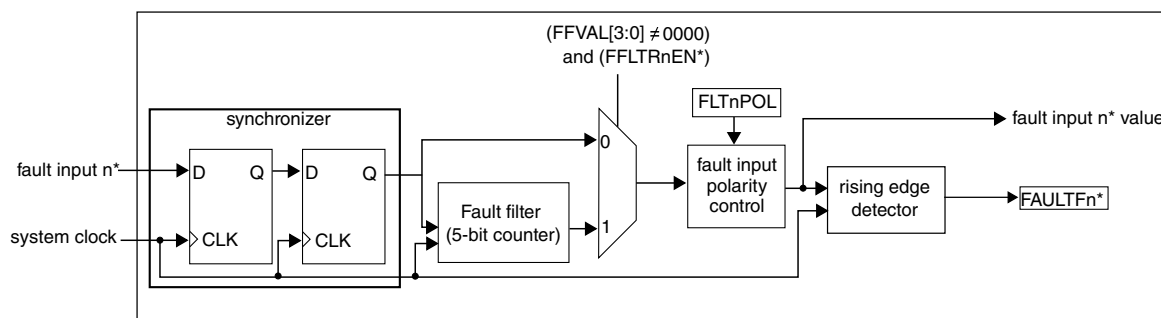 (FFVAL[3:0] ≠ 0000)
and (FFLTRnEN*)
synchronizer
FLTnPOL
fault input n* value
fault input n*
D Q
D Q
0
fault input
polarity
control
rising edge
detector
FAULTFn*
Fault filter
(5-bit counter)
1
system clock
CLK
CLK